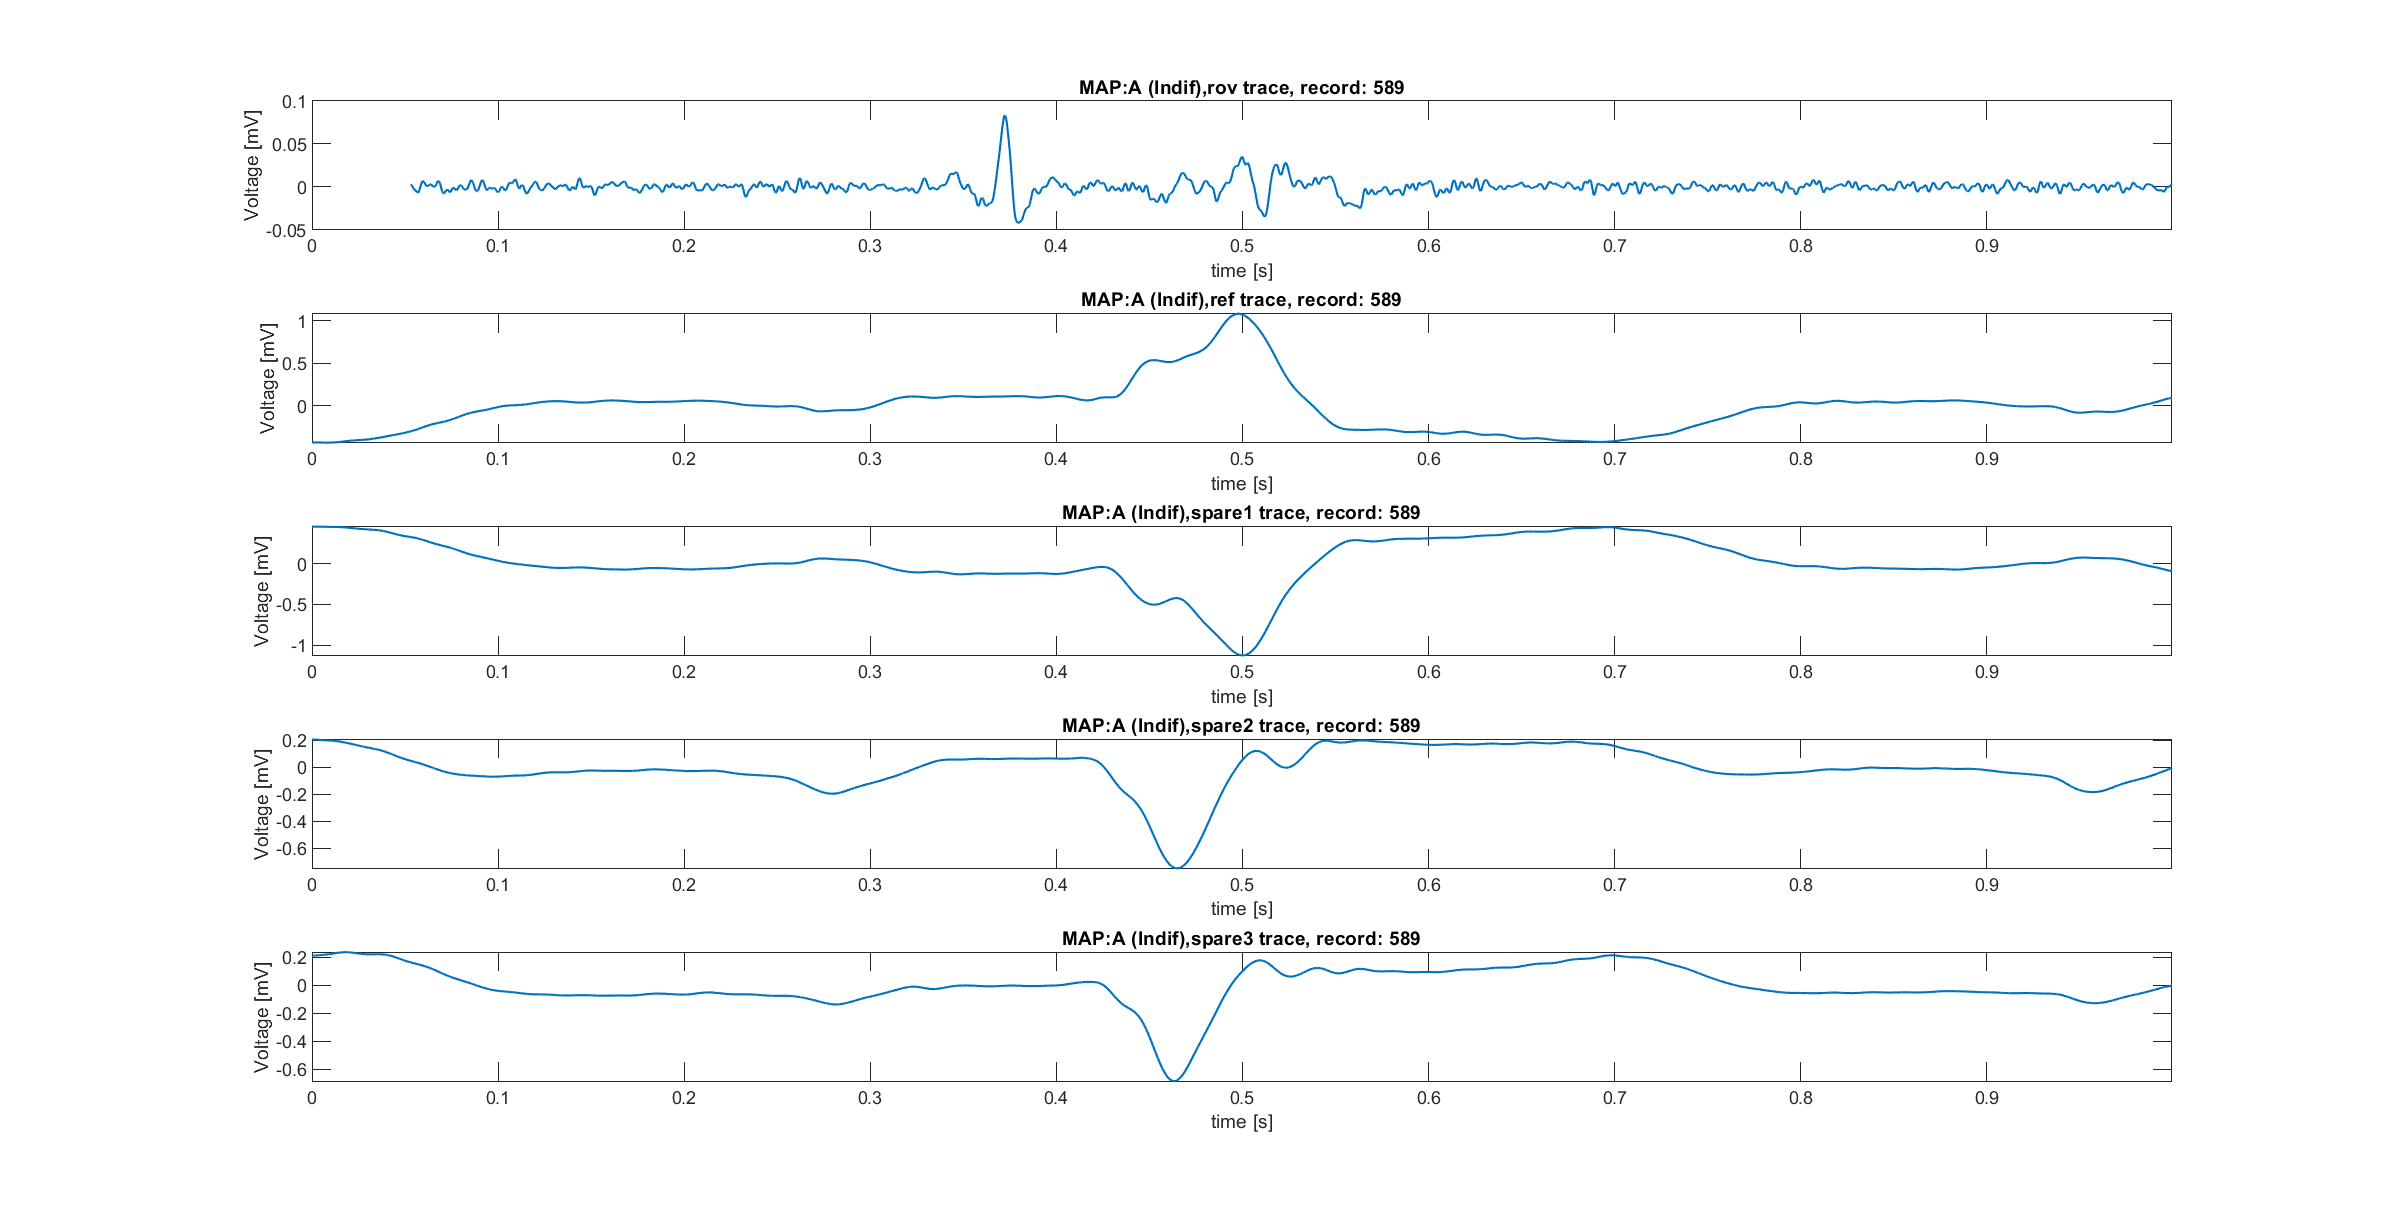 MAP:A (Indif),rov trace, record: 589
Voltage [mV]
0.1
0.05
0
-0.05
0 0.1 0.2 0.3 0.4 0.5 0.6 0.7 0.8 0.9
time [s]
MAP:A (Indif),ref trace, record: 589
Voltage [mV]
1
0.5
0
0 0.1 0.2 0.3 0.4 0.5 0.6 0.7 0.8 0.9
time [s]
MAP:A (Indif),spare1 trace, record: 589
Voltage [mV]
0
-0.5
-1
0 0.1 0.2 0.3 0.4 0.5 0.6 0.7 0.8 0.9
time [s]
MAP:A (Indif),spare2 trace, record: 589
Voltage [mV]
0.2
0
-0.2
-0.4
-0.6
0 0.1 0.2 0.3 0.4 0.5 0.6 0.7 0.8 0.9
time [s]
MAP:A (Indif),spare3 trace, record: 589
Voltage [mV]
0.2
0
-0.2
-0.4
-0.6
0 0.1 0.2 0.3 0.4 0.5 0.6 0.7 0.8 0.9
time [s]